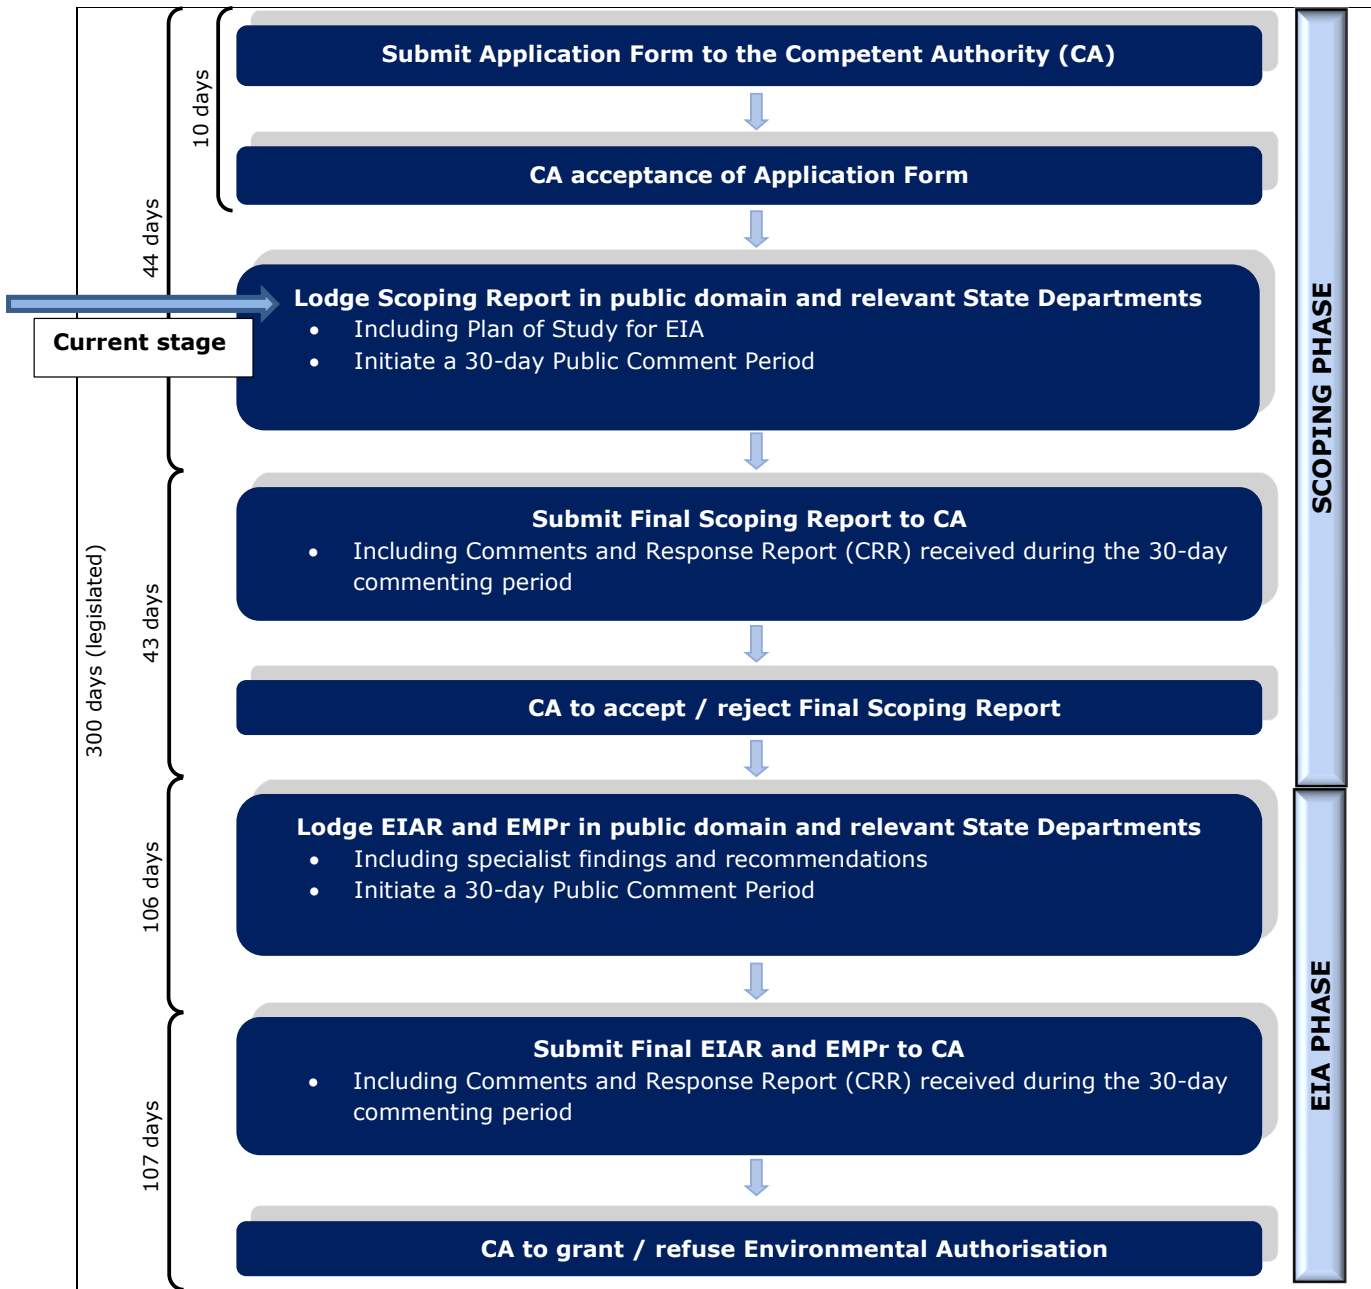 Submit Application Form to the Competent Authority (CA)
10 days
CA acceptance of Application Form
44 days
Lodge Scoping Report in public domain and relevant State Departments
• Including Plan of Study for EIA
• Initiate a 30-day Public Comment Period
Current stage
SCOPING PHASE
Submit Final Scoping Report to CA
• Including Comments and Response Report (CRR) received during the 30-day
commenting period
300 days (legislated)
43 days
CA to accept / reject Final Scoping Report
Lodge EIAR and EMPr in public domain and relevant State Departments
• Including specialist findings and recommendations
• Initiate a 30-day Public Comment Period
106 days
EIA PHASE
Submit Final EIAR and EMPr to CA
• Including Comments and Response Report (CRR) received during the 30-day
commenting period
107 days
CA to grant / refuse Environmental Authorisation